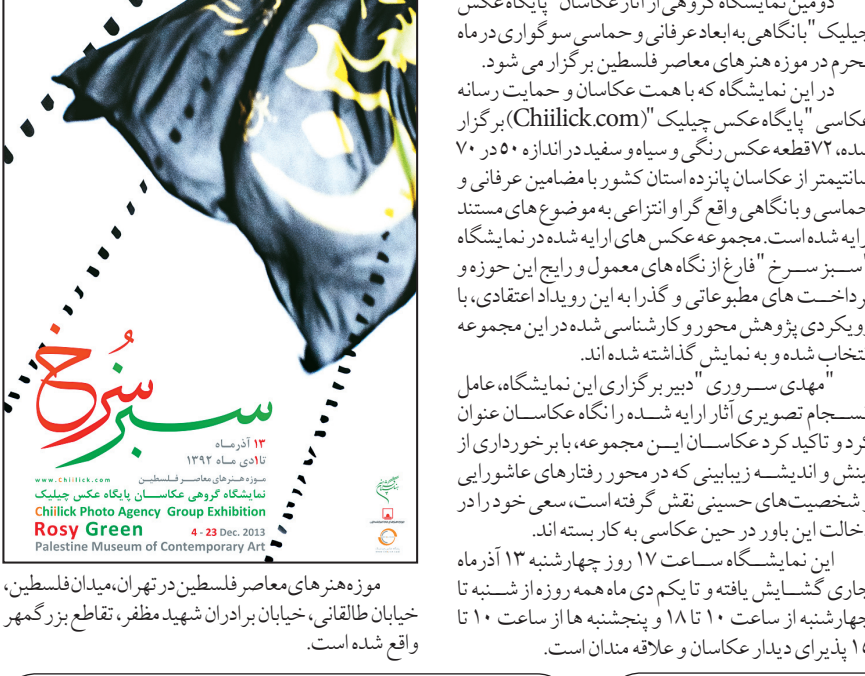 دومین نمایشگاه گروهی از آثار عکاسان "پایگاه عکس
چیلیک "با نگاهی به ابعاد عرفانی و حماسی سوگواری در ماه
محرم در موزه هنرهای معاصر فلسطین برگزار می شود.
در این نمایشگاه که با همت عکاسان و حمایت رسانه
عکاسی "پایگاه عکس چیلیک "(Chiilick.com) برگزار
شده، ۷۲ قطعه عکس رنگی و سیاه و سفید در اندازه ۵۰ در ۷۰
سانتیمتر از عکاسان پانزده استان کشور با مضامین عرفانی و
حماسی و با نگاهی واقع گرا و انتزاعی به موضوع های مستند
ارایه شده است. مجموعه عکس های ارایه شده در نمایشگاه
"سبز سرخ "فارغ از نگاه های معمول و رایج این حوزه و
پرداخت های مطبوعاتی و گذرا به این رویداد اعتقادی، با
رویکردی پژوهش محور و کارشناسی شده در این مجموعه
انتخاب شده و به نمایش گذاشته شده اند.
"مهدی سروری "دبیر برگزاری این نمایشگاه، عامل
انسجام تصویری آثار ارایه شده را نگاه عکاسان عنوان
کرد و تاکید کرد عکاسان این مجموعه، با برخورداری از
بینش و اندیشه زیبابینی که در محور رفتارهای عاشورایی
و شخصیت‌های حسینی نقش گرفته است، سعی خود را در
دخالت این باور در حین عکاسی به کار بسته اند.
این نمایشگاه ساعت ۱۷ روز چهارشنبه ۱۳ آذرماه
جاری گشایش یافته و تا یکم دی ماه همه روزه از شنبه تا
چهارشنبه از ساعت ۱۰ تا ۱۸ و پنجشنبه ها از ساعت ۱۰ تا
پذیرای دیدار عکاسان و علاقه مندان است.
سبز سُرخ
۱۳ آذرماه
تا ۱دی ماه ۱۳۹۲
www.Chiilick.com موزه هنرهای معاصر فلسطین
نمایشگاه گروهی عکاسان پایگاه عکس چیلیک
Chiilick Photo Agency Group Exhibition
Rosy Green 4 - 23 Dec. 2013
Palestine Museum of Contemporary Art
موزه‌هنرهای معاصر فلسطین در تهران، میدان فلسطین،
خیابان طالقانی، خیابان برادران شهید مظفر، تقاطع بزرگمهر
واقع شده است.